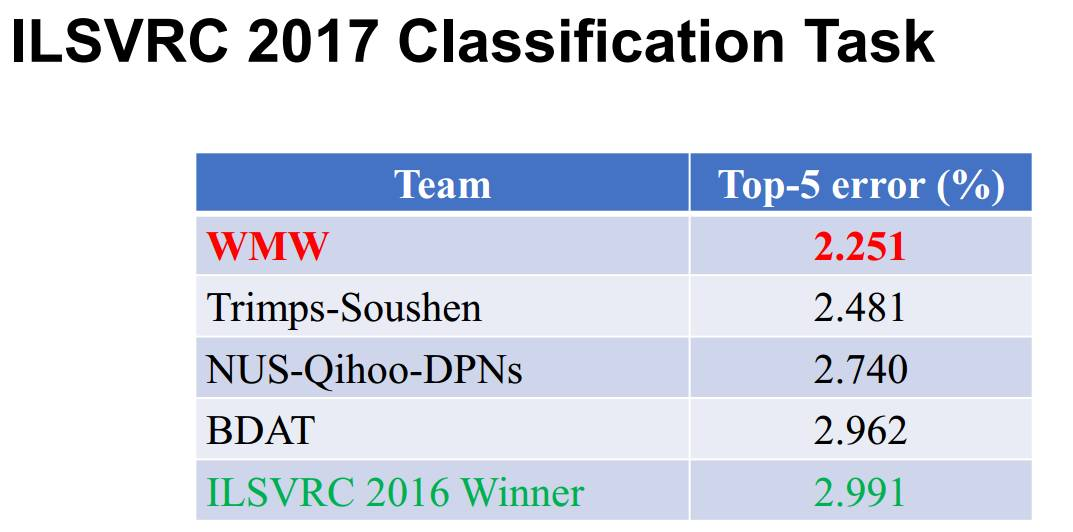 ILSVRC 2017 Classification Task
Team Top-5 error (%)
WMW 2.251
Trimps-Soushen 2.481
NUS-Qihoo-DPNs 2.740
BDAT 2.962
ILSVRC 2016 Winner 2.991